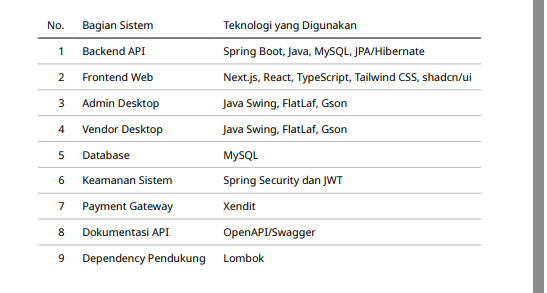 No. Bagian Sistem Teknologi yang Digunakan
1 Backend API Spring Boot, Java, MySQL, JPA/Hibernate
2 Frontend Web Next.js, React, TypeScript, Tailwind CSS, shadcn/ui
3 Admin Desktop Java Swing, FlatLaf, Gson
4 Vendor Desktop Java Swing, FlatLaf, Gson
5 Database MySQL
6 Keamanan Sistem Spring Security dan JWT
7 Payment Gateway Xendit
8 Dokumentasi API OpenAPI/Swagger
9 Dependency Pendukung Lombok